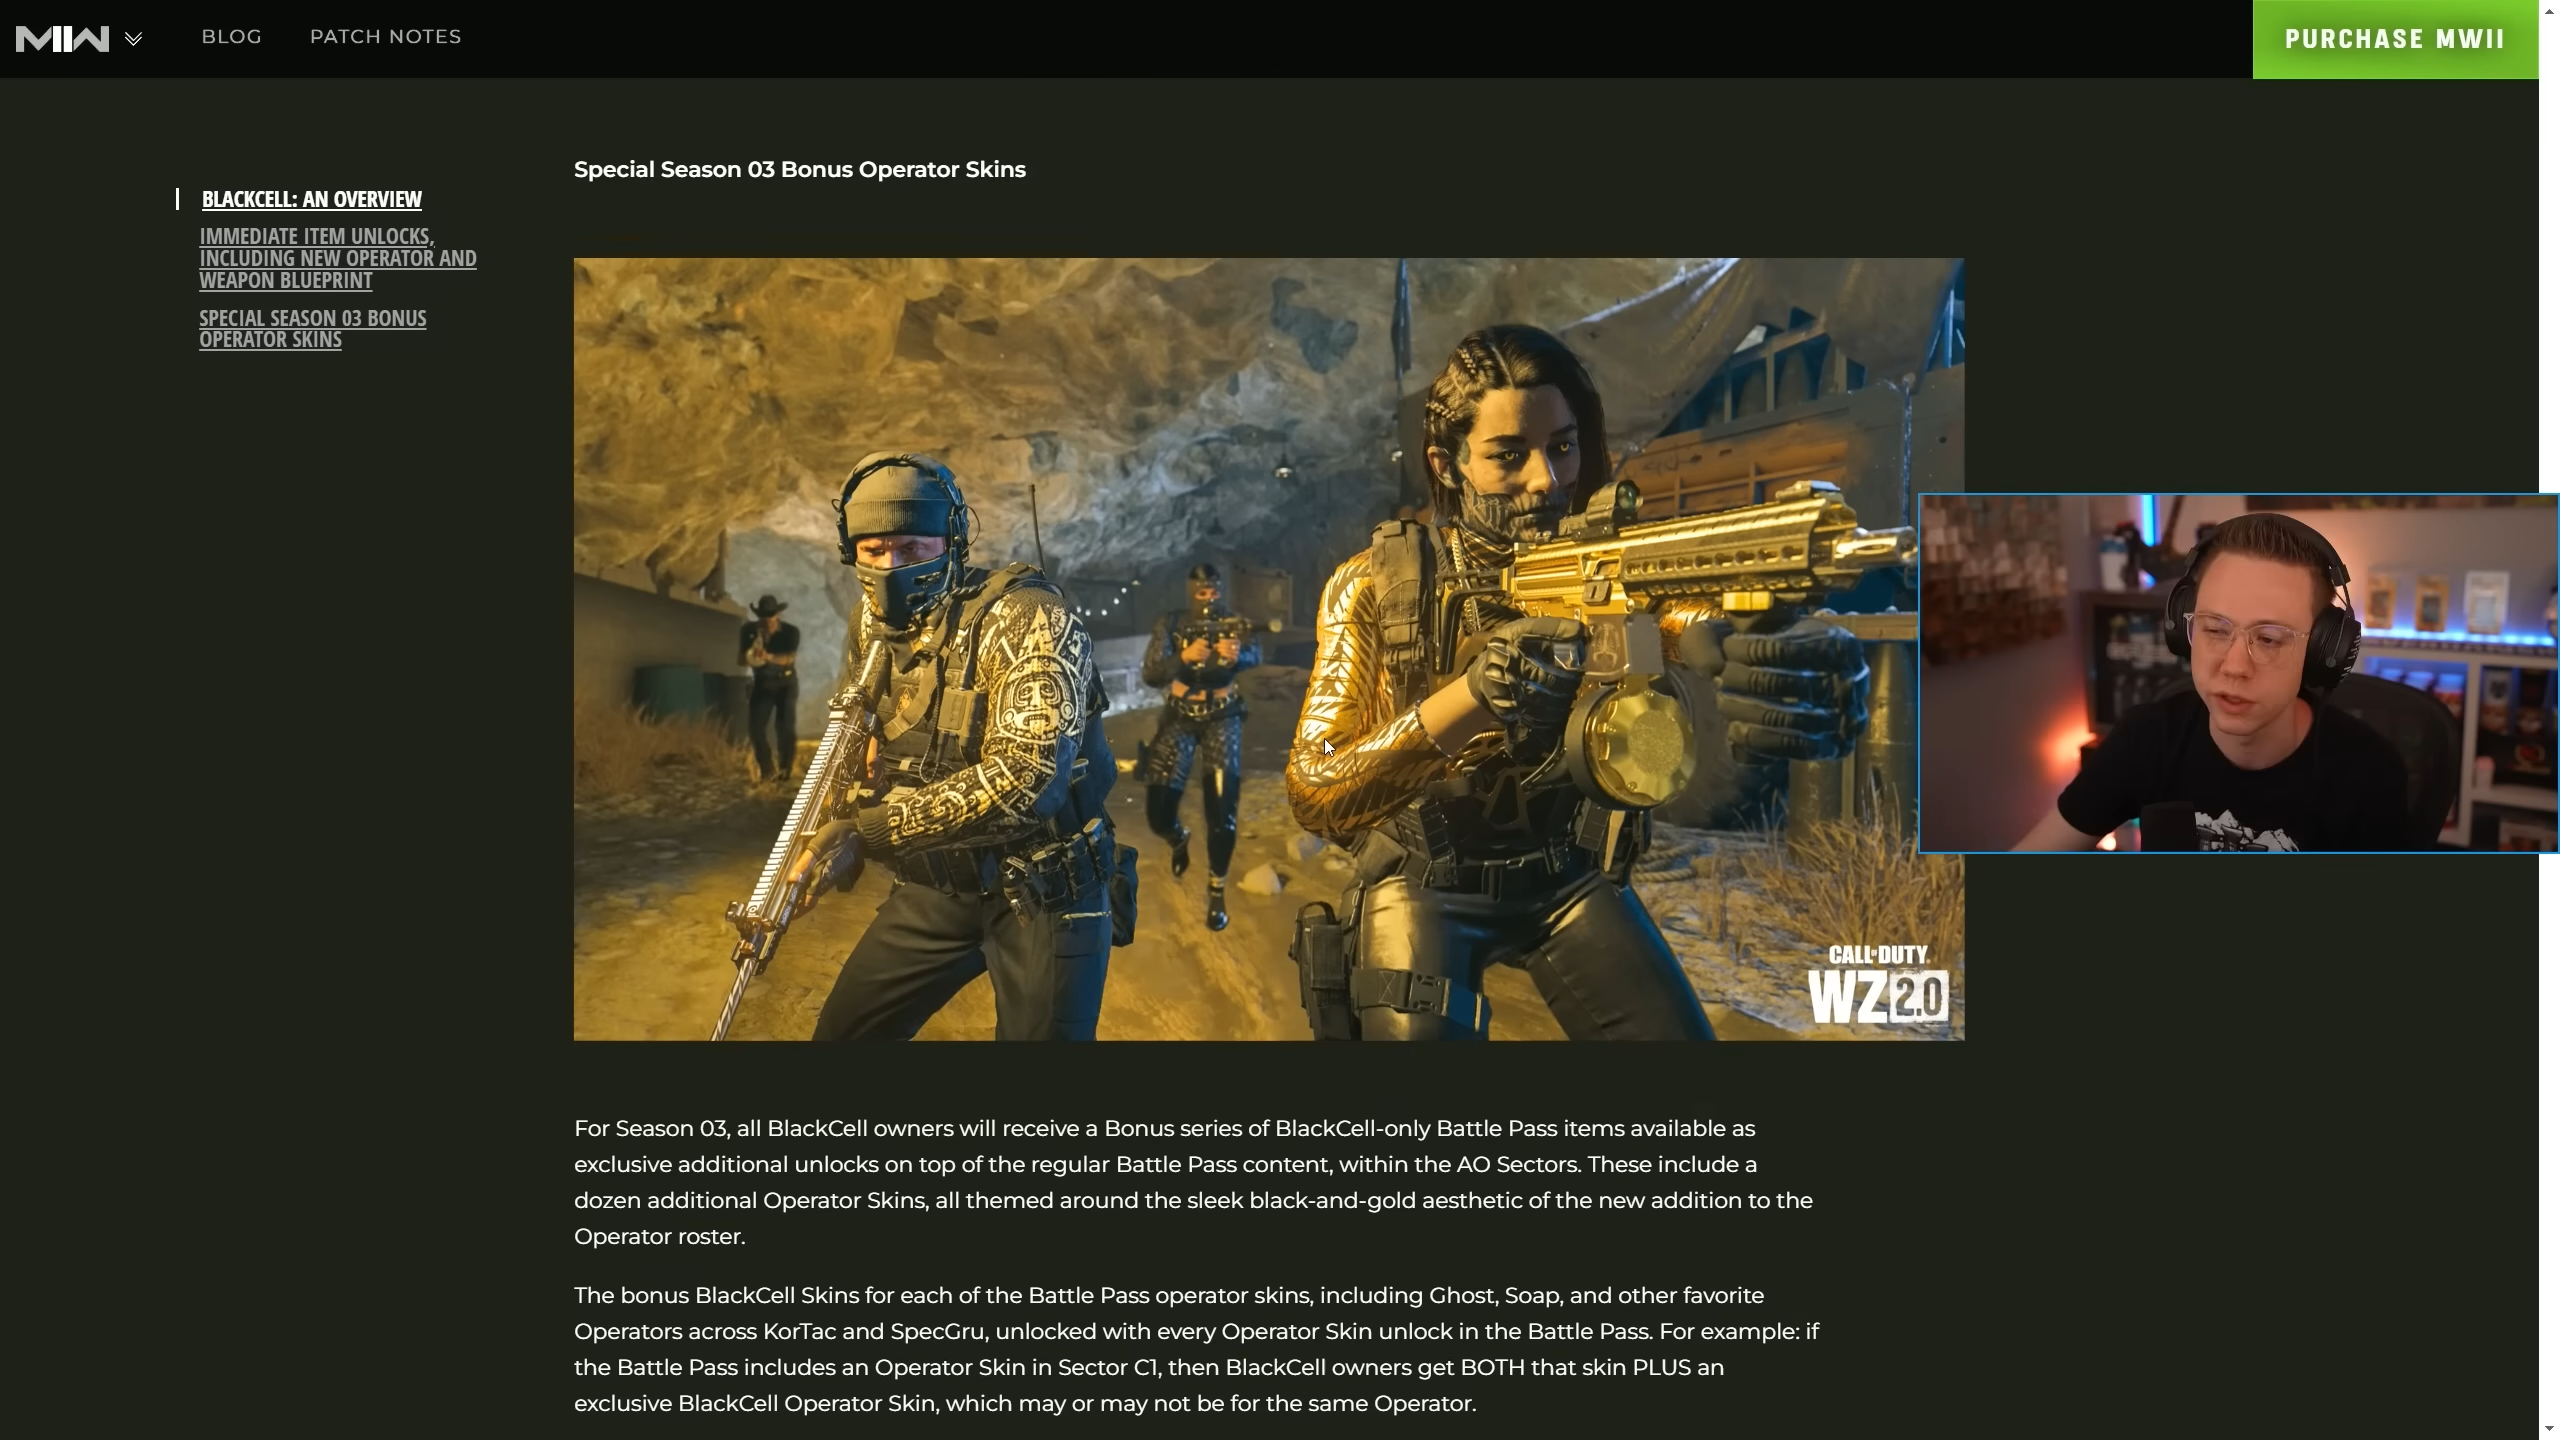 MWII
BLOG
PATCH NOTES
PURCHASE MWII
BLACKCELL: AN OVERVIEW
IMMEDIATE ITEM UNLOCKS,
INCLUDING NEW OPERATOR AND
WEAPON BLUEPRINT
SPECIAL SEASON 03 BONUS
OPERATOR SKINS
Special Season 03 Bonus Operator Skins
CALL OF DUTY
WZ 2.0
For Season 03, all BlackCell owners will receive a Bonus series of BlackCell-only Battle Pass items available as
exclusive additional unlocks on top of the regular Battle Pass content, within the AO Sectors. These include a
dozen additional Operator Skins, all themed around the sleek black-and-gold aesthetic of the new addition to the
Operator roster.
The bonus BlackCell Skins for each of the Battle Pass operator skins, including Ghost, Soap, and other favorite
Operators across KorTac and SpecGru, unlocked with every Operator Skin unlock in the Battle Pass. For example: if
the Battle Pass includes an Operator Skin in Sector C1, then BlackCell owners get BOTH that skin PLUS an
exclusive BlackCell Operator Skin, which may or may not be for the same Operator.